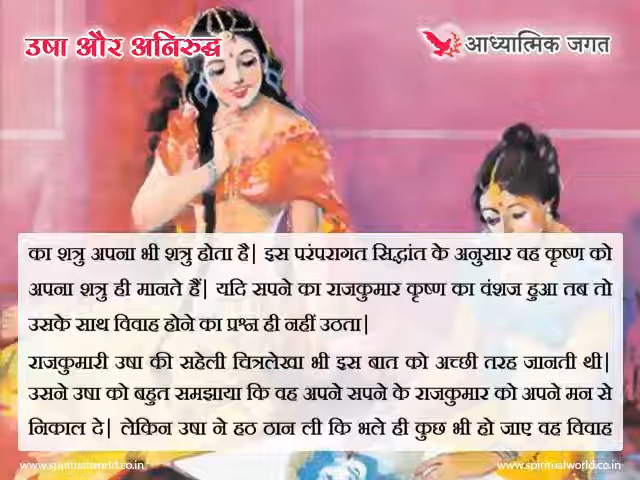 उषा और अनिरुद्ध
आध्यात्मिक जगत
का शत्रु अपना भी शत्रु होता है| इस परंपरागत सिद्धांत के अनुसार वह कृष्ण को
अपना शत्रु ही मानते हैं| यदि सपने का राजकुमार कृष्ण का वंशज हुआ तब तो
उसके साथ विवाह होने का प्रश्न ही नहीं उठता|
राजकुमारी उषा की सहेली चित्रलेखा भी इस बात को अच्छी तरह जानती थी|
उसने उषा को बहुत समझाया कि वह अपने सपने के राजकुमार को अपने मन से
निकाल दे| लेकिन उषा ने हठ ठान ली कि भले ही कुछ भी हो जाए वह विवाह
www.spiritualworld.co.in
www.spiritualworld.co.in